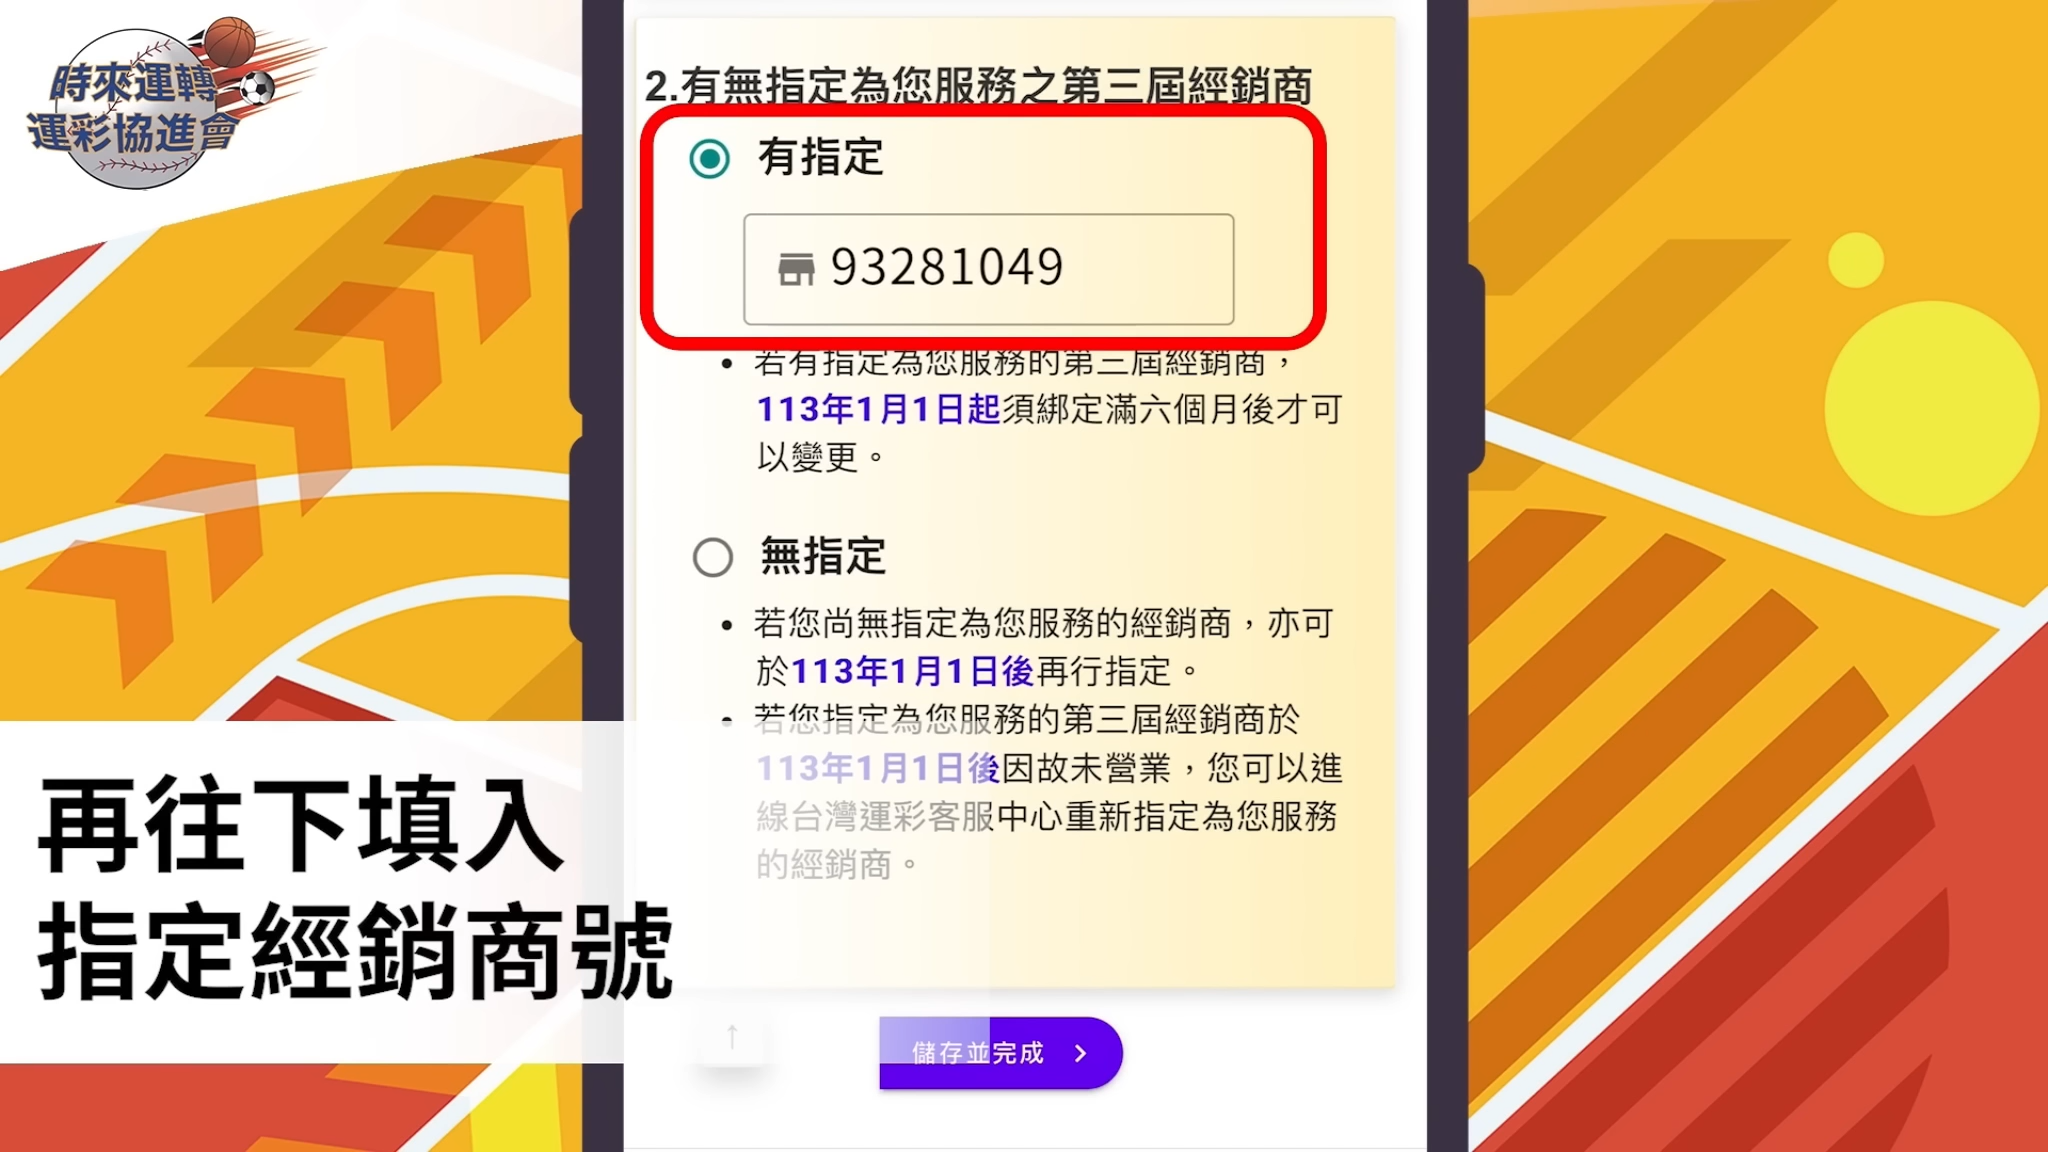 時來運轉
運彩協進會
2.有無指定為您服務之第三屆經銷商
有指定
93281049
若有指定為您服務的第三屆經銷商，
113年1月1日起須綁定滿六個月後才可
以變更。
無指定
若您尚無指定為您服務的經銷商，亦可
於113年1月1日後再行指定。
若您指定為您服務的第三屆經銷商於
113年1月1日後因故未營業，您可以進
線台灣運彩客服中心重新指定為您服務
的經銷商。
再往下填入
指定經銷商號
儲存並完成